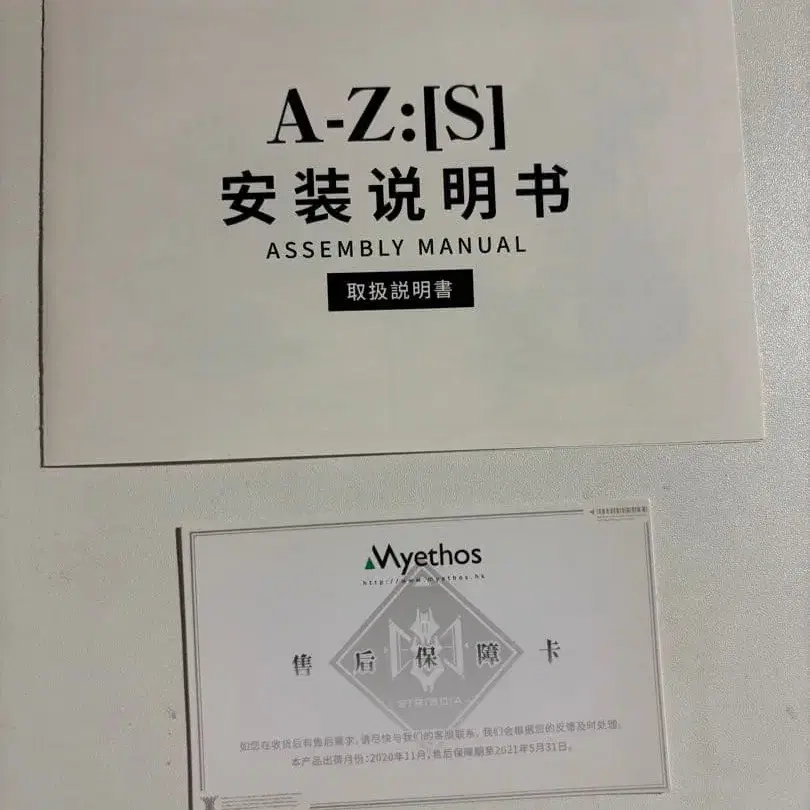 A-Z:[S]
安装说明书
ASSEMBLY MANUAL
取扱説明書
Myethos
http://www.myethos.hk
售后保障卡
如您在收货后有售后需求,请尽快与我们的客服联系,我们会根据您的反馈及时处理。
本产品出荷月份:2020年11月,售后保障期至2021年5月31日。